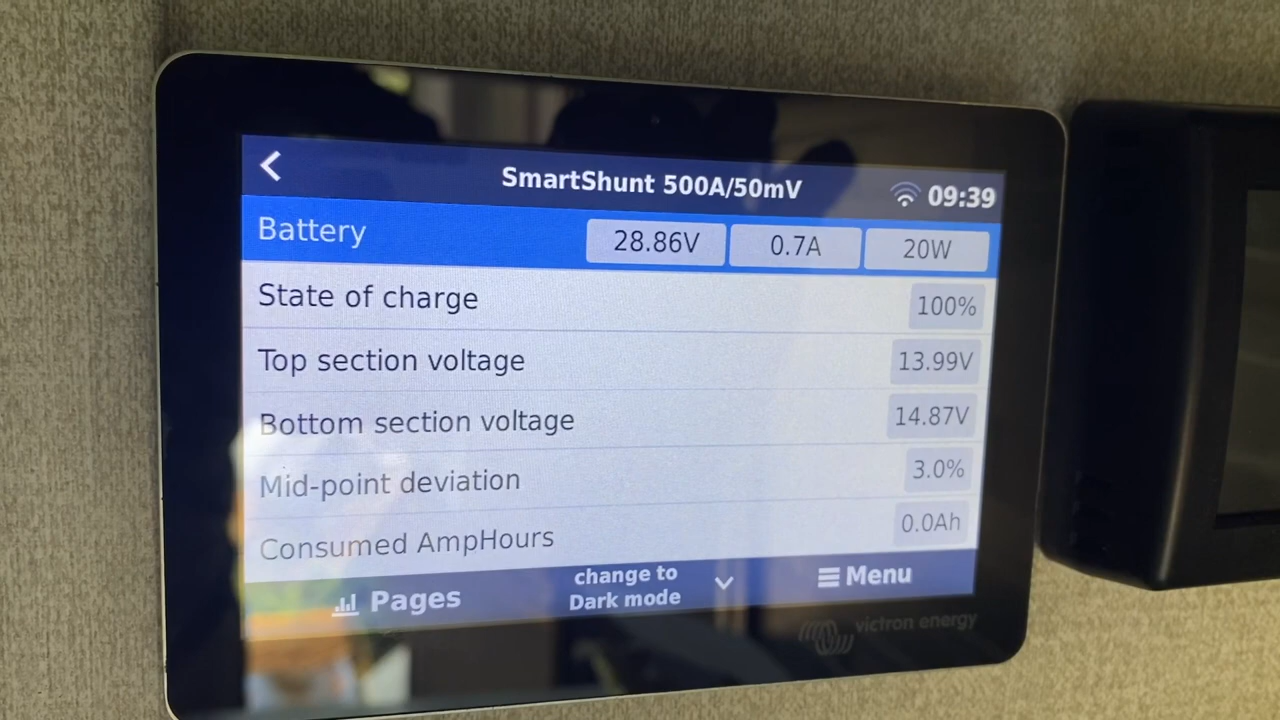 SmartShunt 500A/50mV
09:39
Battery 28.86V 0.7A 20W
State of charge 100%
Top section voltage 13.99V
Bottom section voltage 14.87V
Mid-point deviation 3.0%
Consumed AmpHours 0.0Ah
Pages
change to
Dark mode
Menu
victron energy